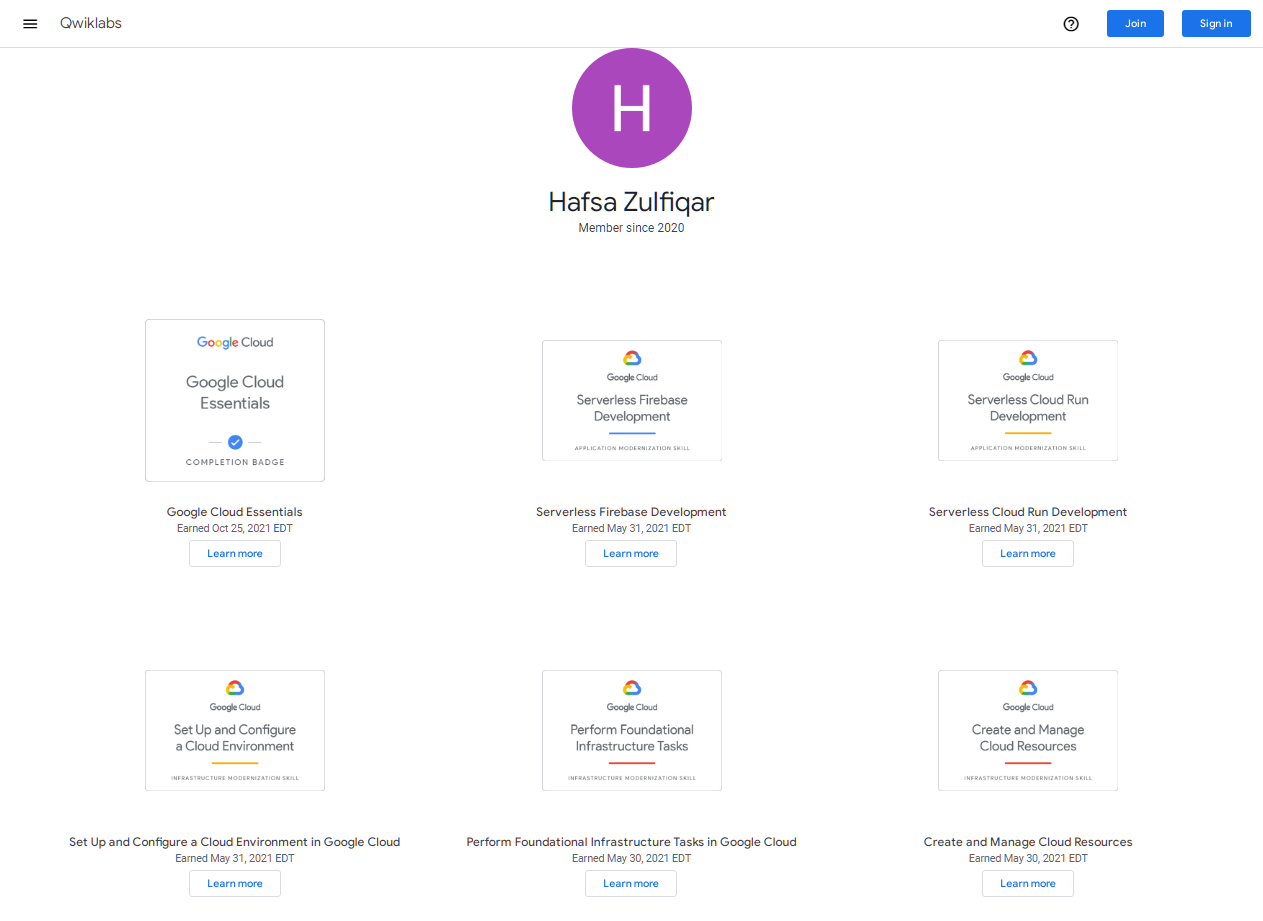 Qwiklabs
Join
Sign in
H
Hafsa Zulfiqar
Member since 2020
Google Cloud
Google Cloud
Essentials
COMPLETION BADGE
Google Cloud Essentials
Earned Oct 25, 2021 EDT
Learn more
Google Cloud
Serverless Firebase
Development
APPLICATION MODERNIZATION SKILL
Serverless Firebase Development
Earned May 31, 2021 EDT
Learn more
Google Cloud
Serverless Cloud Run
Development
APPLICATION MODERNIZATION SKILL
Serverless Cloud Run Development
Earned May 31, 2021 EDT
Learn more
Google Cloud
Set Up and Configure
a Cloud Environment
INFRASTRUCTURE MODERNIZATION SKILL
Set Up and Configure a Cloud Environment in Google Cloud
Earned May 31, 2021 EDT
Learn more
Google Cloud
Perform Foundational
Infrastructure Tasks
INFRASTRUCTURE MODERNIZATION SKILL
Perform Foundational Infrastructure Tasks in Google Cloud
Earned May 30, 2021 EDT
Learn more
Google Cloud
Create and Manage
Cloud Resources
INFRASTRUCTURE MODERNIZATION SKILL
Create and Manage Cloud Resources
Earned May 30, 2021 EDT
Learn more